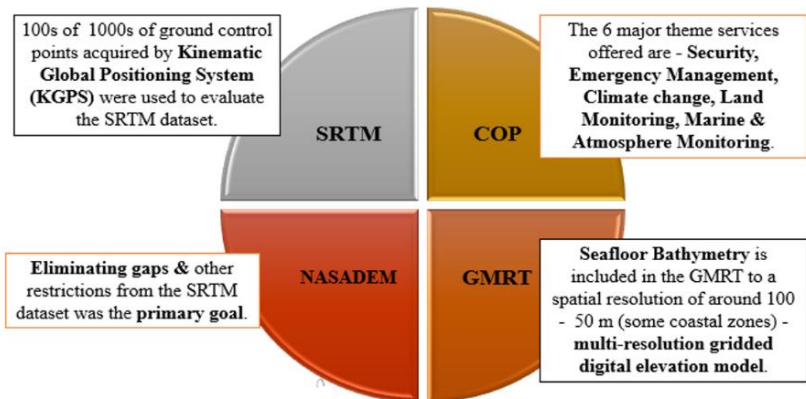 100s of 1000s of ground control
points acquired by Kinematic
Global Positioning System
(KGPS) were used to evaluate
the SRTM dataset.
SRTM
COP
The 6 major theme services
offered are - Security,
Emergency Management,
Climate change, Land
Monitoring, Marine &
Atmosphere Monitoring.
Eliminating gaps & other
restrictions from the SRTM
dataset was the primary goal.
NASADEM
GMRT
Seafloor Bathymetry is
included in the GMRT to a
spatial resolution of around 100
- 50 m (some coastal zones) -
multi-resolution gridded
digital elevation model.